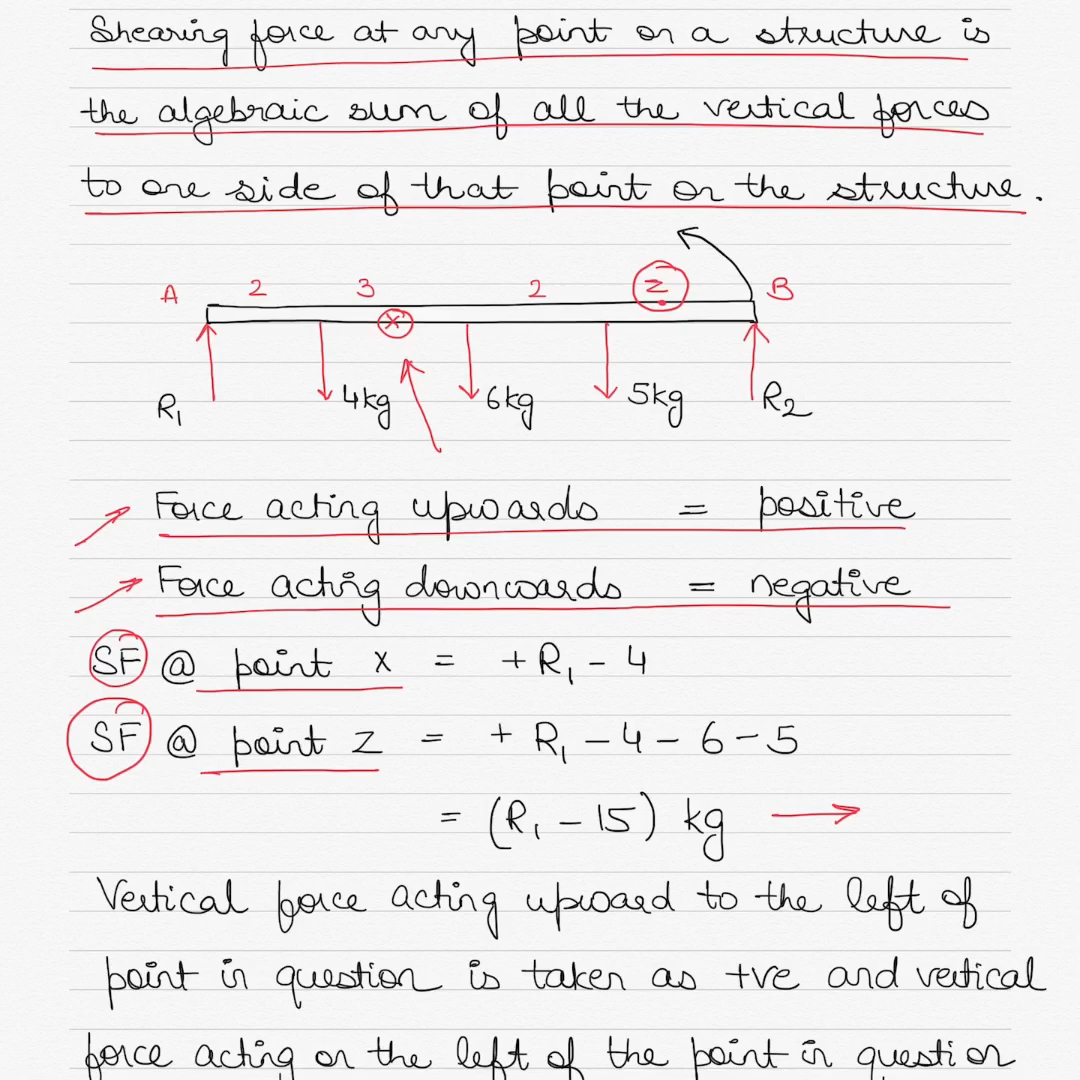 Shearing force at any point on a structure is
the algebraic sum of all the vertical forces
to one side of that point on the structure.
A 2 3 2 Z B
X
R₁ 4kg 6kg 5kg R₂
Force acting upwards = positive
Force acting downwards = negative
SF @ point X = +R₁ - 4
SF @ point Z = + R₁ - 4 - 6 - 5
= (R₁ - 15) kg
Vertical force acting upward to the left of
point in question is taken as +ve and vertical
force acting on the left of the point in question